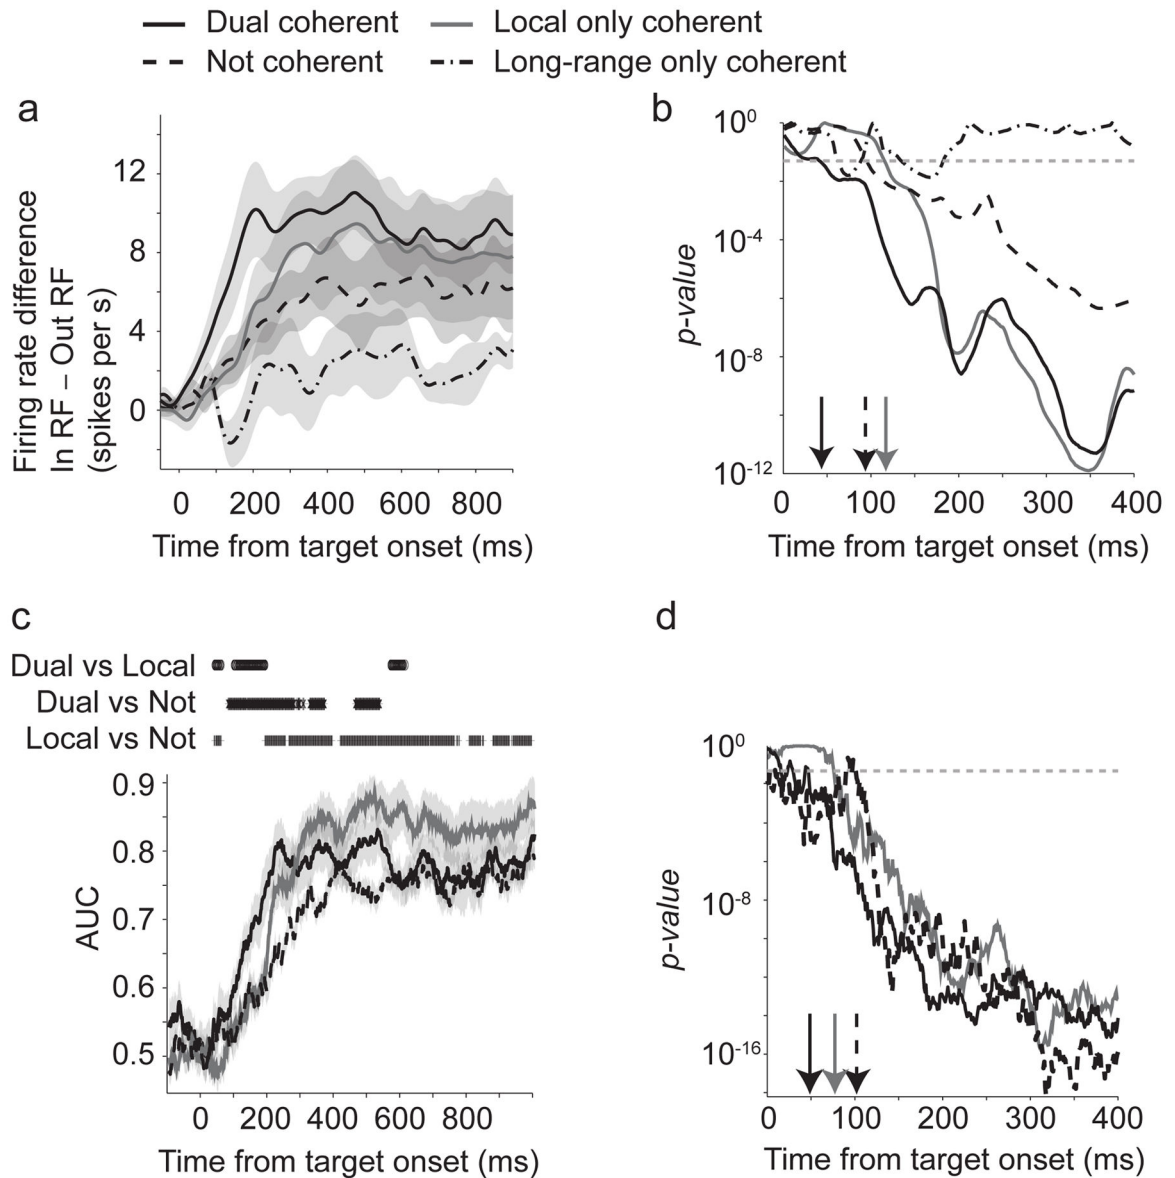 Dual coherent Local only coherent
Not coherent Long-range only coherent
a
12
8
4
0
Firing rate difference
In RF – Out RF
(spikes per s)
0 200 400 600 800
Time from target onset (ms)
b
10^0
10^-4
10^-8
10^-12
p-value
0 100 200 300 400
Time from target onset (ms)
c
Dual vs Local
Dual vs Not
Local vs Not
0.9
0.8
0.7
0.6
0.5
AUC
0 200 400 600 800
Time from target onset (ms)
d
10^0
10^-8
10^-16
p-value
0 100 200 300 400
Time from target onset (ms)